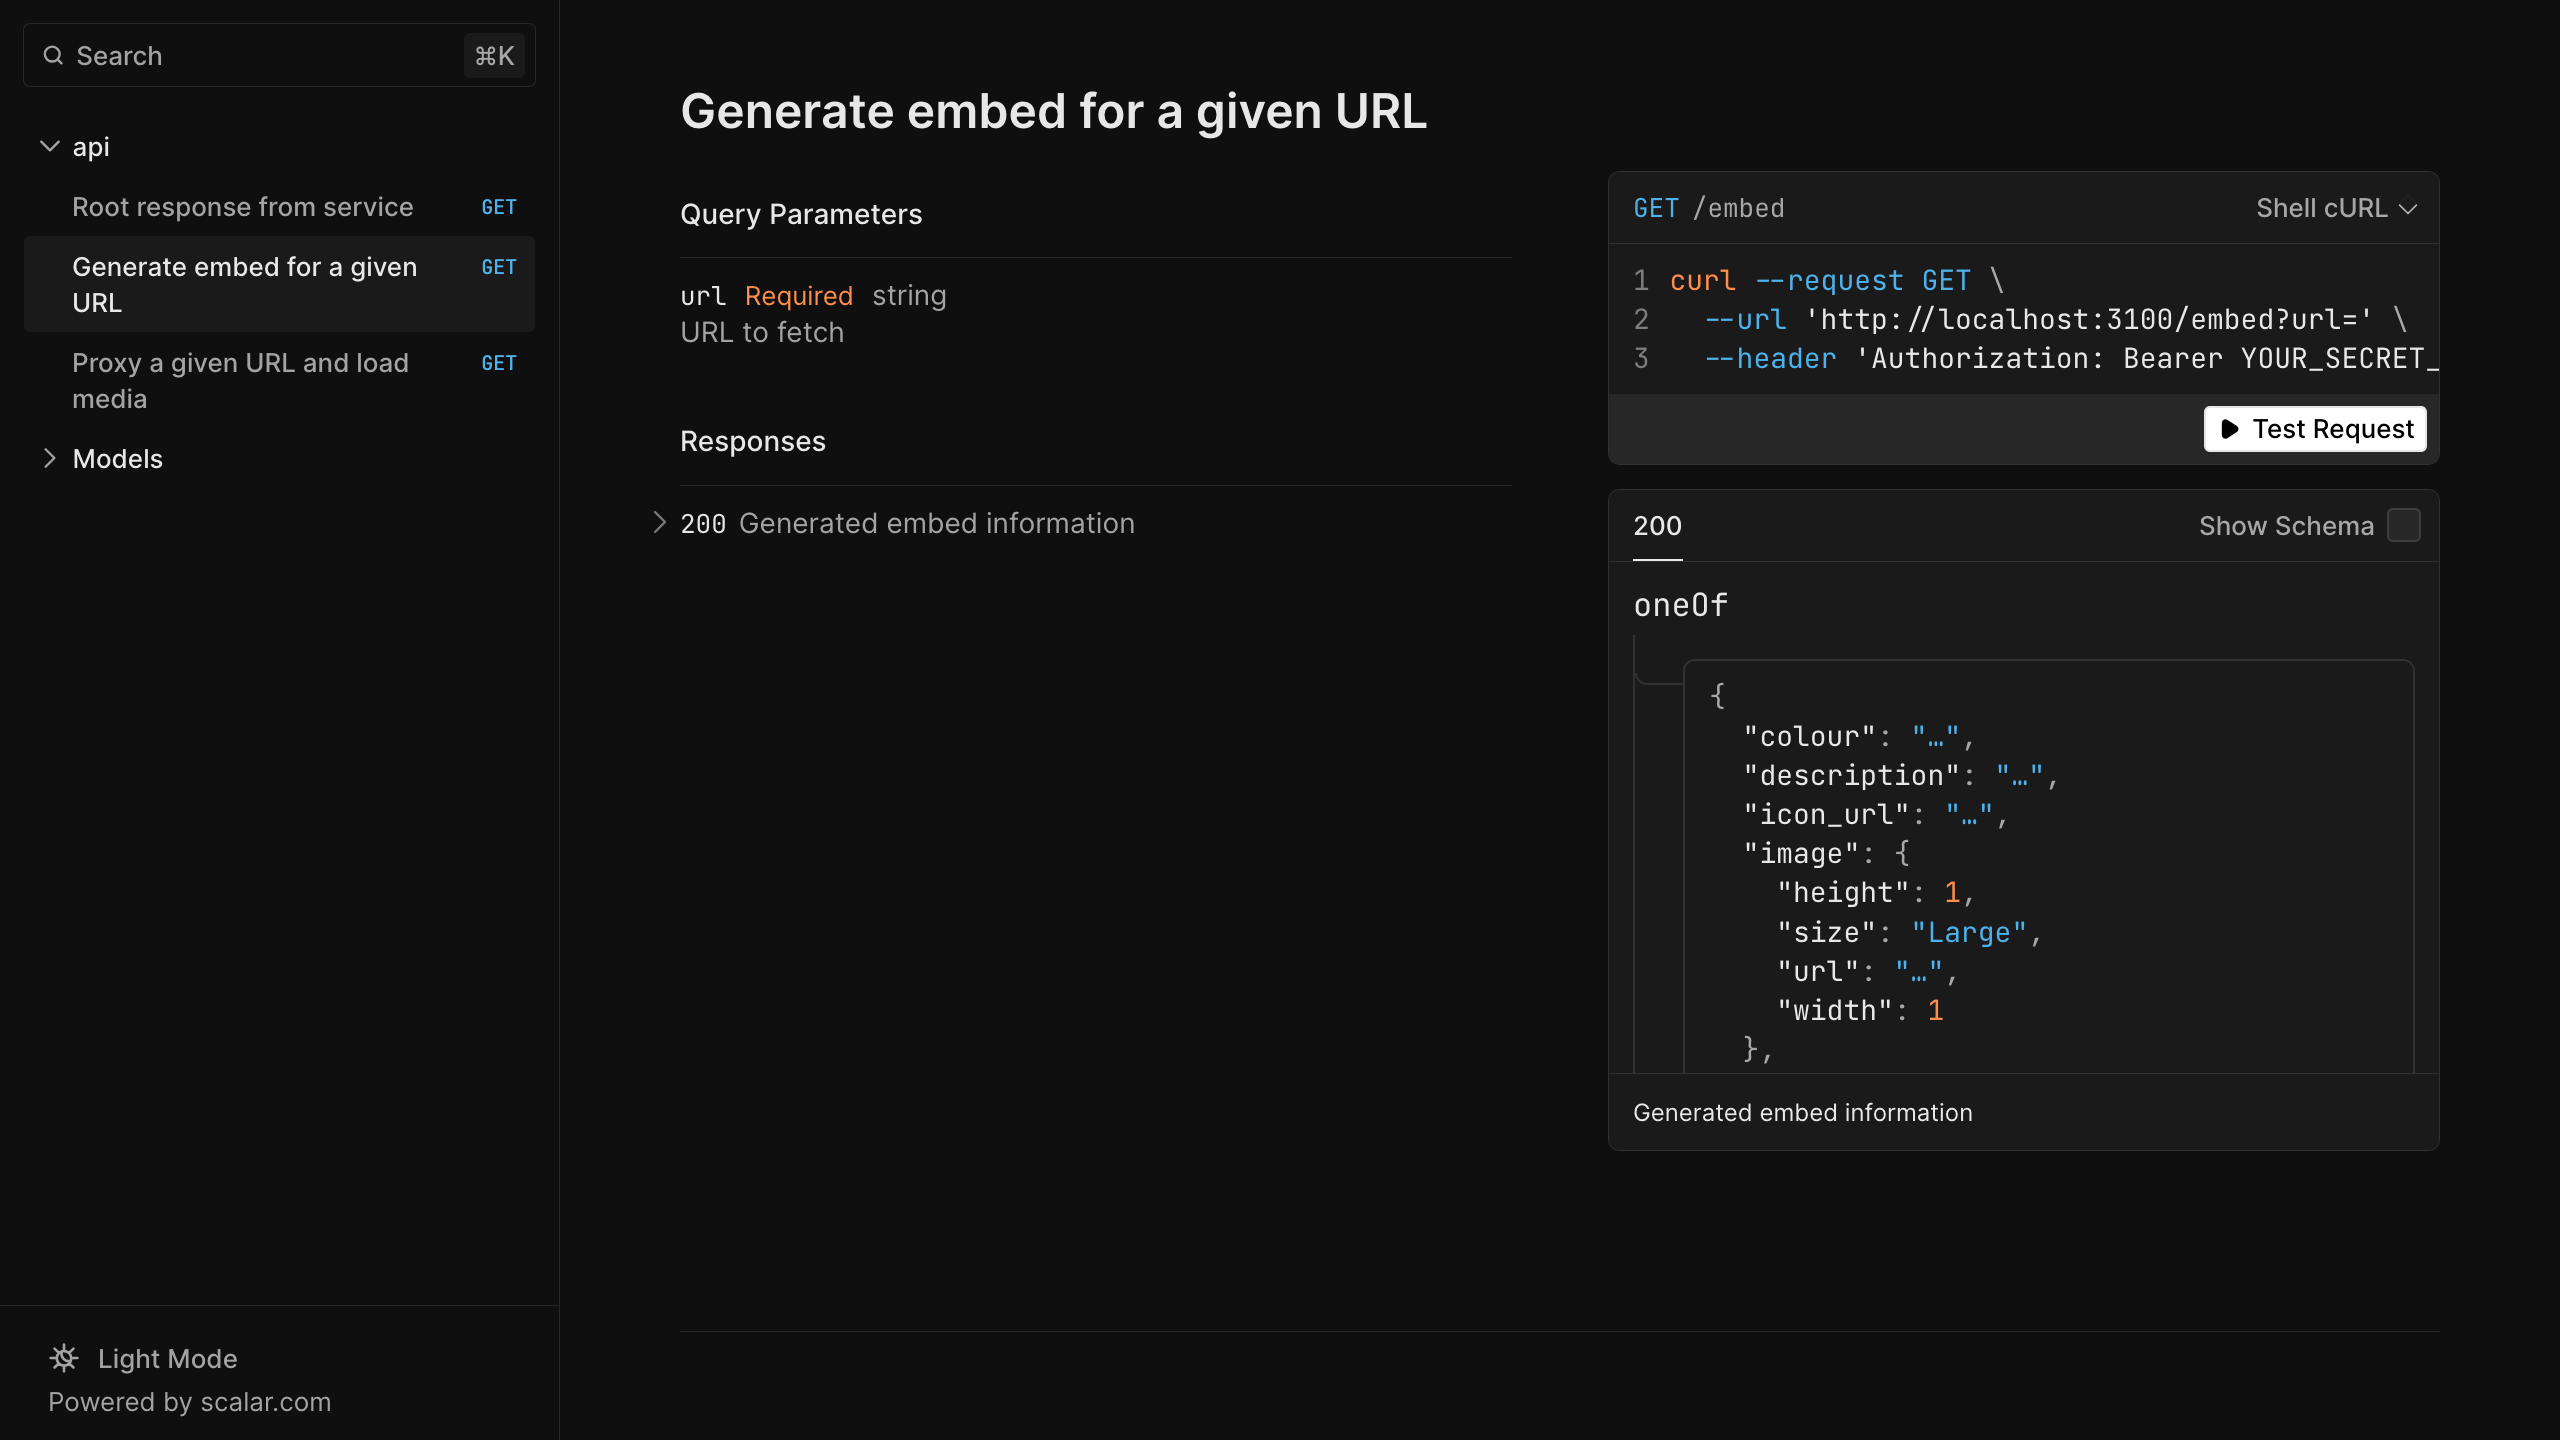 Search
⌘K
api
Root response from service GET
Generate embed for a given GET
URL
Proxy a given URL and load GET
media
Models
Light Mode
Powered by scalar.com
Generate embed for a given URL
Query Parameters
url Required string
URL to fetch
Responses
200 Generated embed information
GET /embed
Shell cURL
1 curl --request GET \
2 --url 'http://localhost:3100/embed?url=' \
3 --header 'Authorization: Bearer YOUR_SECRET_
Test Request
200
Show Schema
oneOf
{
"colour": "…",
"description": "…",
"icon_url": "…",
"image": {
"height": 1,
"size": "Large",
"url": "…",
"width": 1
},
Generated embed information